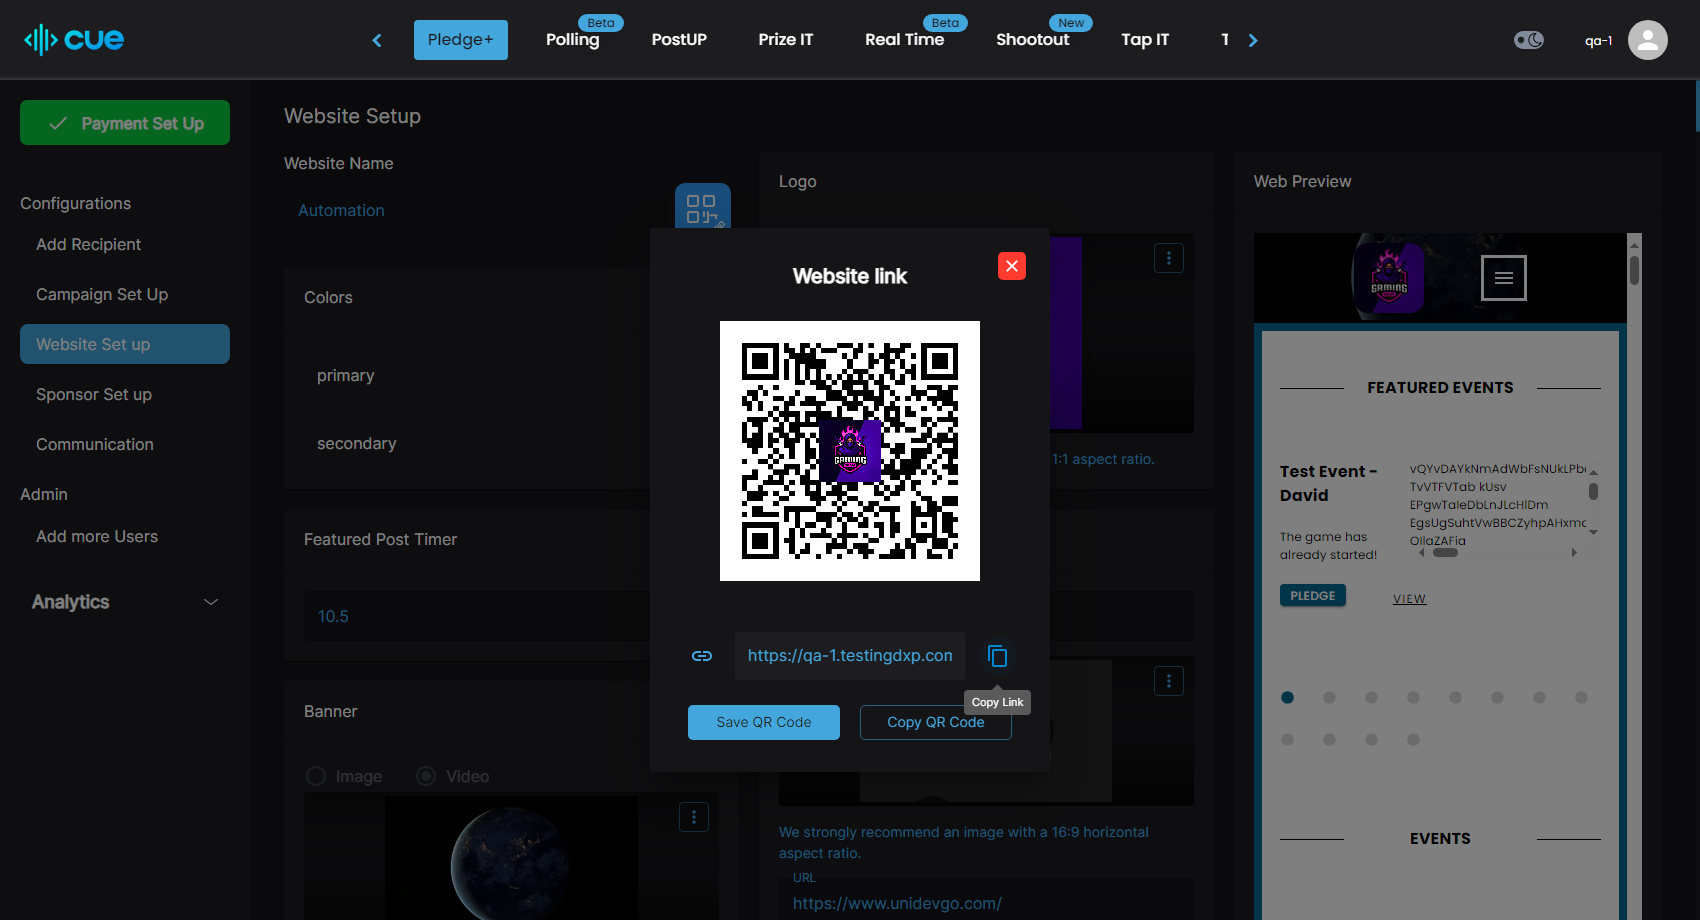 cue
Pledge+
Polling
Beta
PostUP
Prize IT
Real Time
Beta
Shootout
New
Tap IT
qa-1
Payment Set Up
Configurations
Add Recipient
Campaign Set Up
Website Set up
Sponsor Set up
Communication
Admin
Add more Users
Analytics
Website Setup
Website Name
Automation
Colors
primary
secondary
Featured Post Timer
10.5
Banner
Image
Video
Logo
1:1 aspect ratio.
We strongly recommend an image with a 16:9 horizontal
aspect ratio.
URL
https://www.unidevgo.com/
Website link
GAMING
https://qa-1.testingdxp.com
Copy Link
Save QR Code
Copy QR Code
Web Preview
GAMING
FEATURED EVENTS
Test Event -
David
The game has
already started!
vQYvDAYkNmAdWbFsNUkLPb
TvVTFVTab kUsv
EPgwTaleDbLnJLcHlDm
EgsUgSuhtVwBBCZyhpAHxm
OIlaZAFia
PLEDGE
VIEW
EVENTS